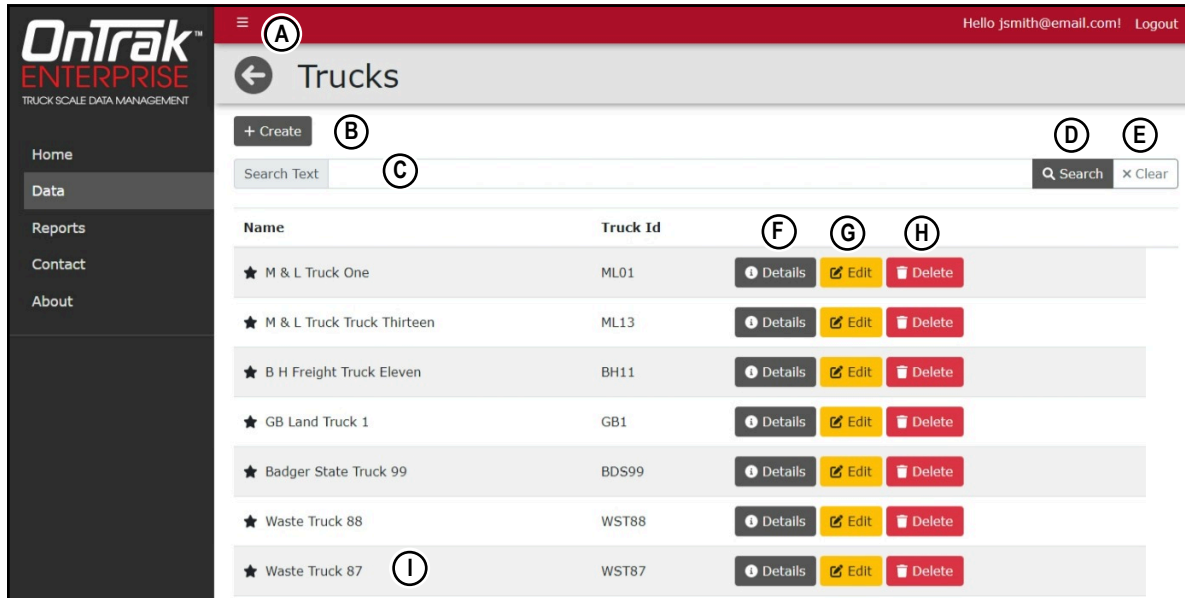 OnTrak™
ENTERPRISE
TRUCK SCALE DATA MANAGEMENT
Home
Data
Reports
Contact
About
Hello jsmith@email.com! Logout
A
Trucks
+ Create B
D E
Search Text C Search × Clear
Name Truck Id F G H
M & L Truck One ML01 Details Edit Delete
M & L Truck Truck Thirteen ML13 Details Edit Delete
B H Freight Truck Eleven BH11 Details Edit Delete
GB Land Truck 1 GB1 Details Edit Delete
Badger State Truck 99 BDS99 Details Edit Delete
Waste Truck 88 WST88 Details Edit Delete
Waste Truck 87 I WST87 Details Edit Delete